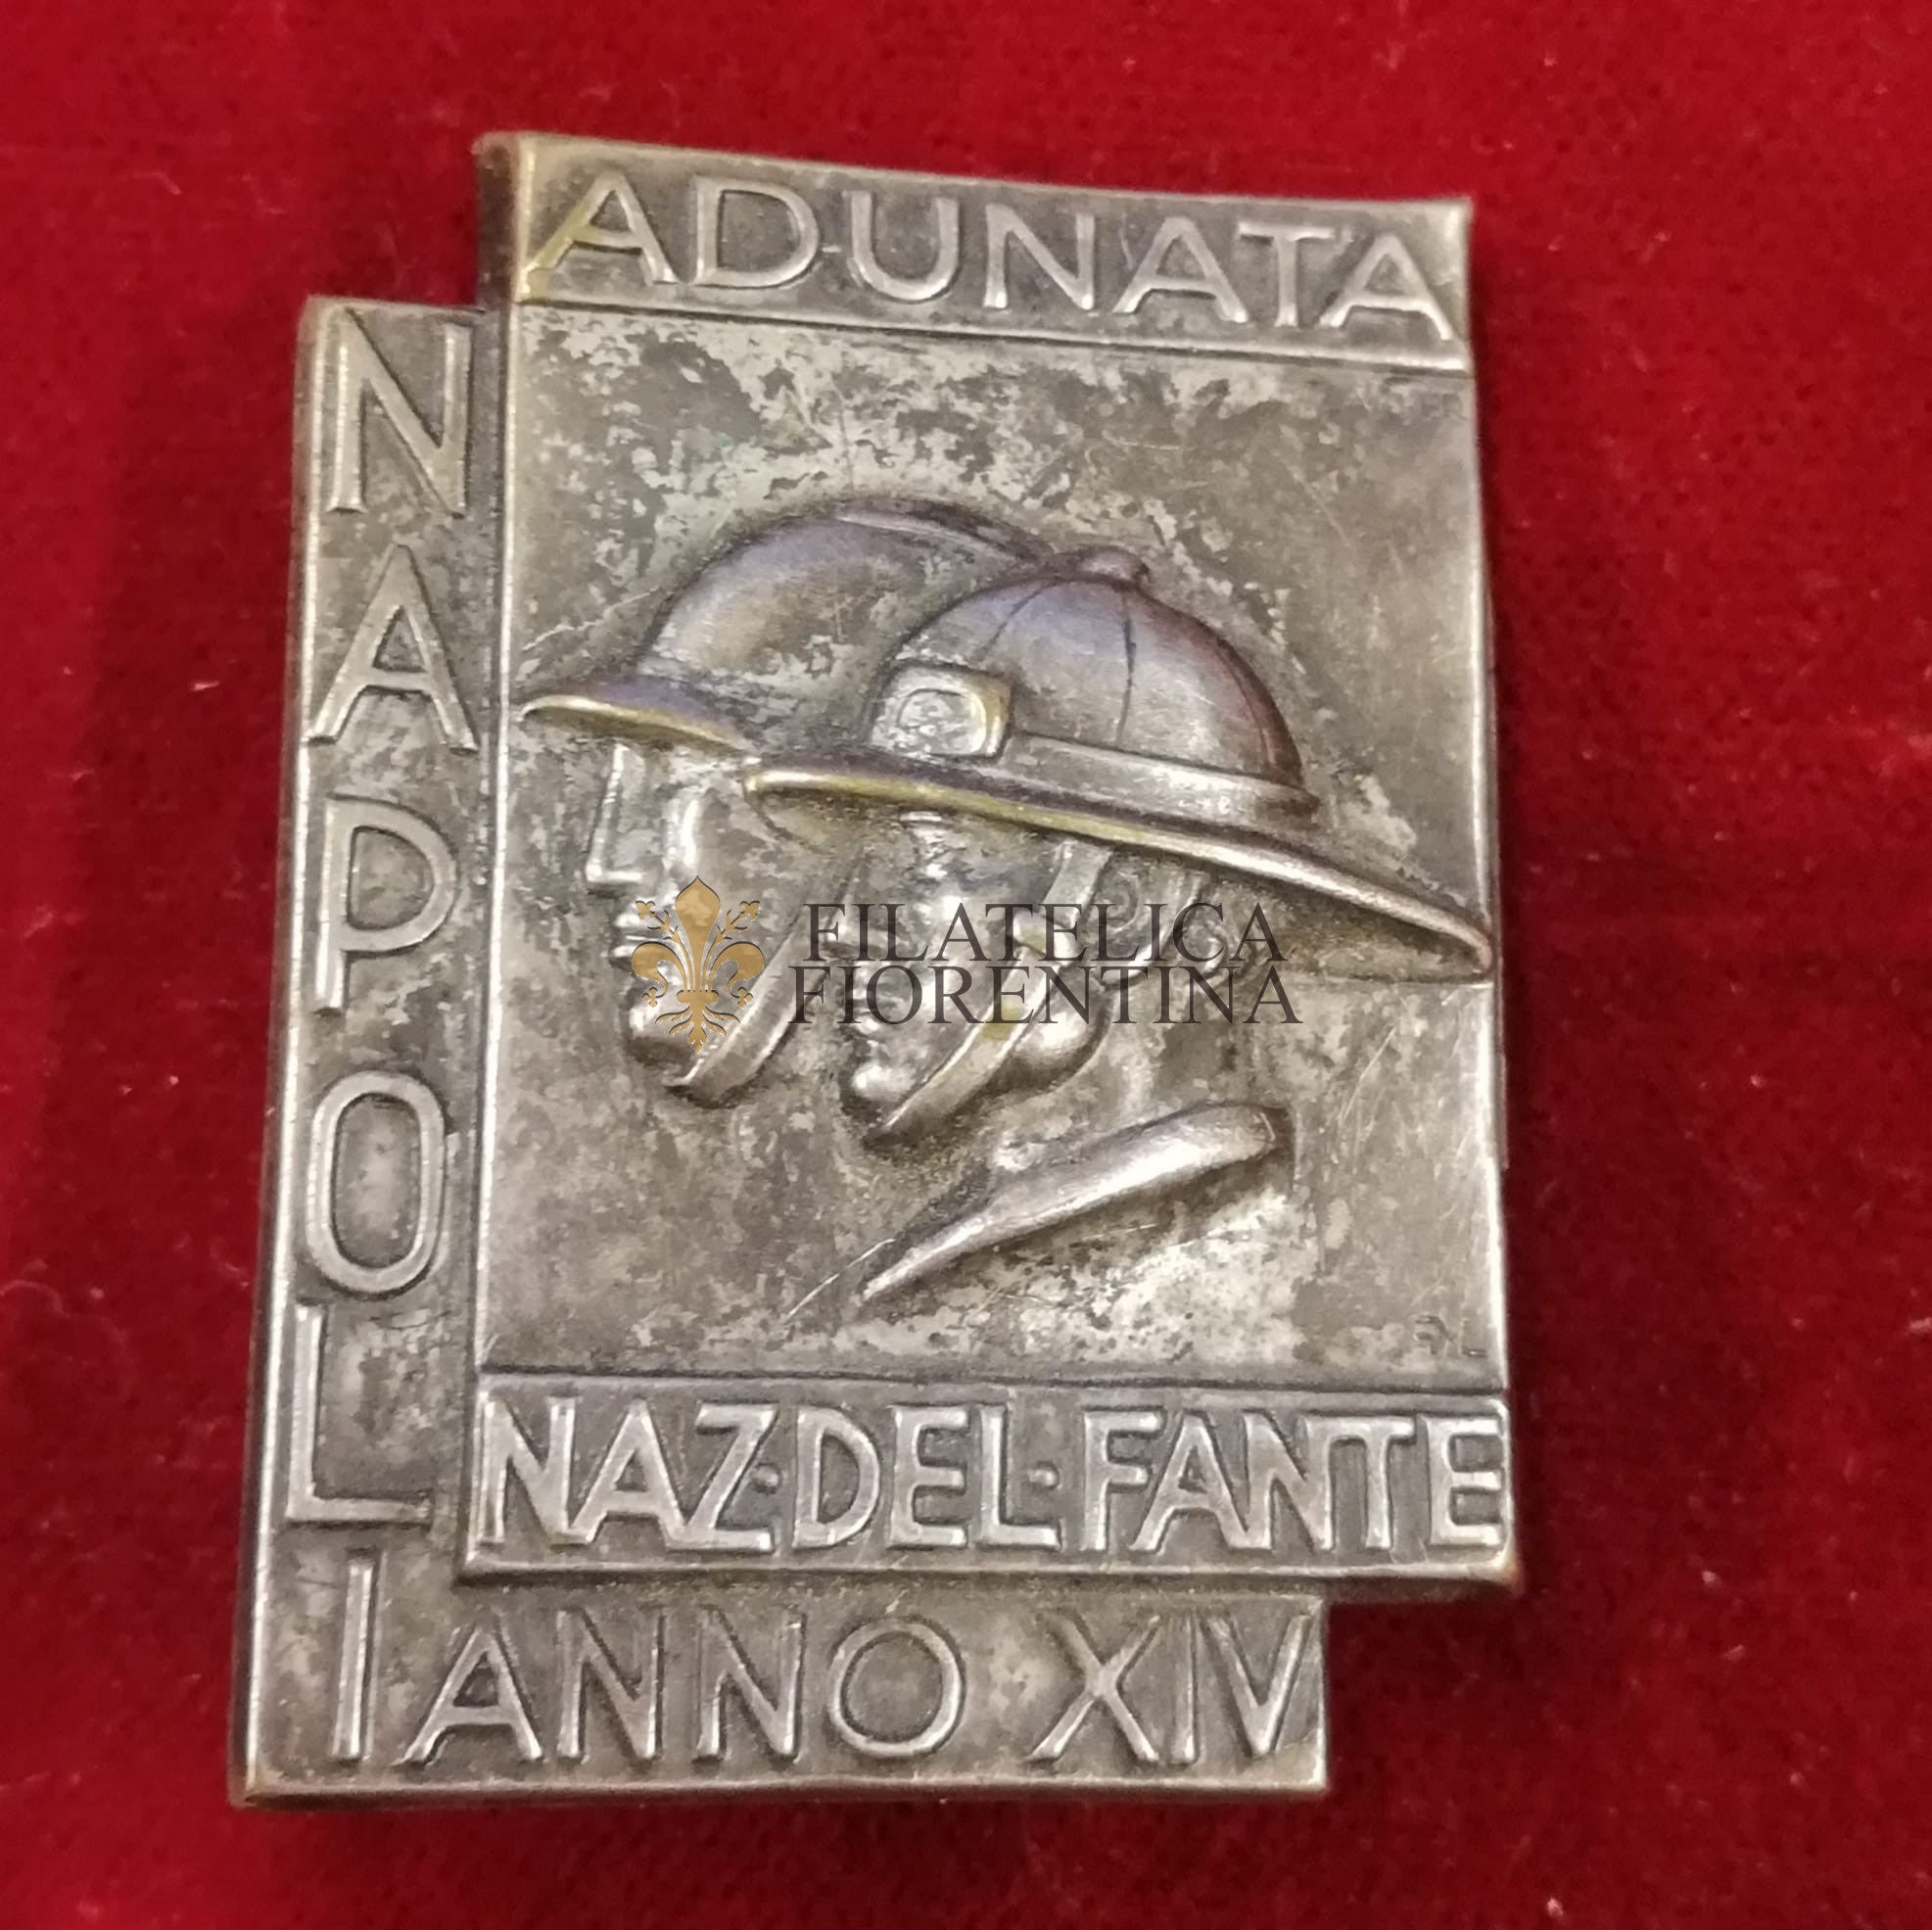 ADUNATA
NAPOLI
FILATELICA
FIORENTINA
NAZ·DEL·FANTE
ANNO XIV